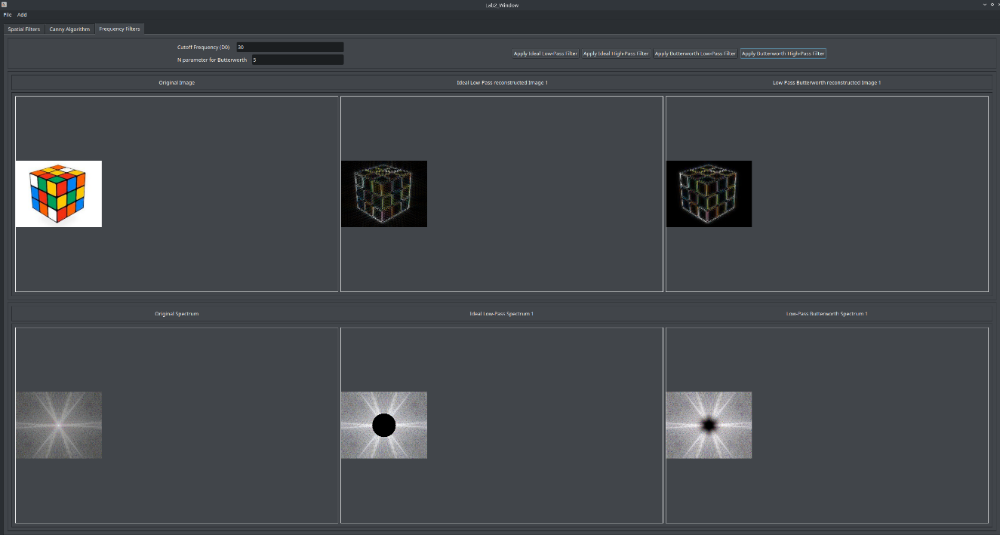 Lab2_Window
File Add
Spatial Filters Canny Algorithm Frequency Filters
Cutoff Frequency (D0) 30
N parameter for Butterworth 5
Apply Ideal Low-Pass Filter Apply Ideal High-Pass Filter Apply Butterworth Low-Pass Filter Apply Butterworth High-Pass Filter
Original Image Ideal Low-Pass reconstructed Image 1 Low-Pass Butterworth reconstructed Image 1
Original Spectrum Ideal Low-Pass Spectrum 1 Low-Pass Butterworth Spectrum 1